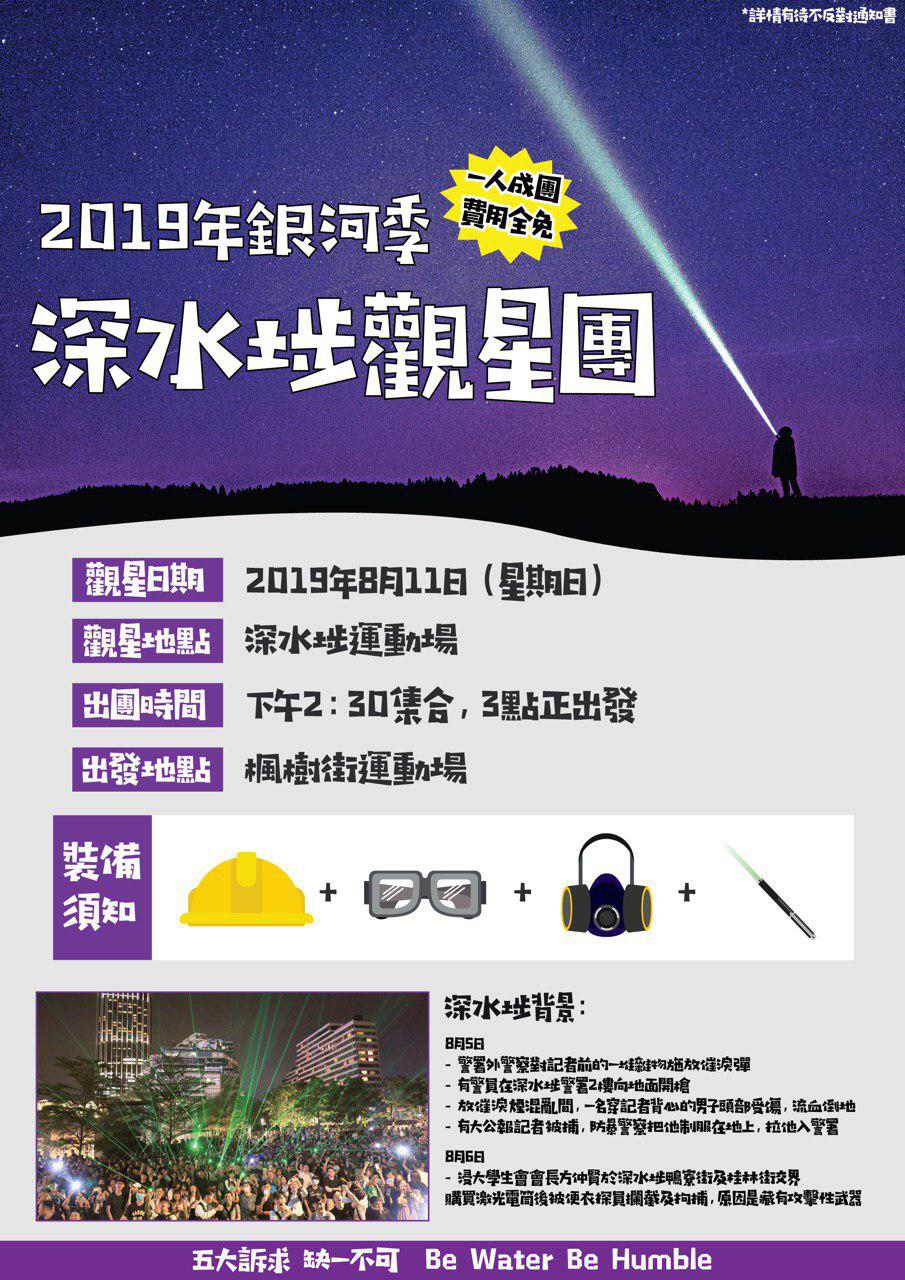 *詳情有待不反對通知書
一人成團
費用全免
2019年銀河季
深水埗觀星團
觀星日期 2019年8月11日（星期日）
觀星地點 深水埗運動場
出團時間 下午2：30集合，3點正出發
出發地點 楓樹街運動場
裝備
須知
深水埗背景：
8月5日
- 警署外警察對記者前的一堆雜物施放催淚彈
- 有警員在深水埗警署2樓向地面開槍
- 放催淚煙混亂間，一名穿記者背心的男子頭部受傷，流血倒地
- 有大公報記者被捕，防暴警察把他制服在地上，拉他入警署
8月6日
- 浸大學生會會長方仲賢於深水埗鴨寮街及桂林街交界
購買激光電筒後被便衣探員攔截及拘捕，原因是藏有攻擊性武器
五大訴求 缺一不可 Be Water Be Humble